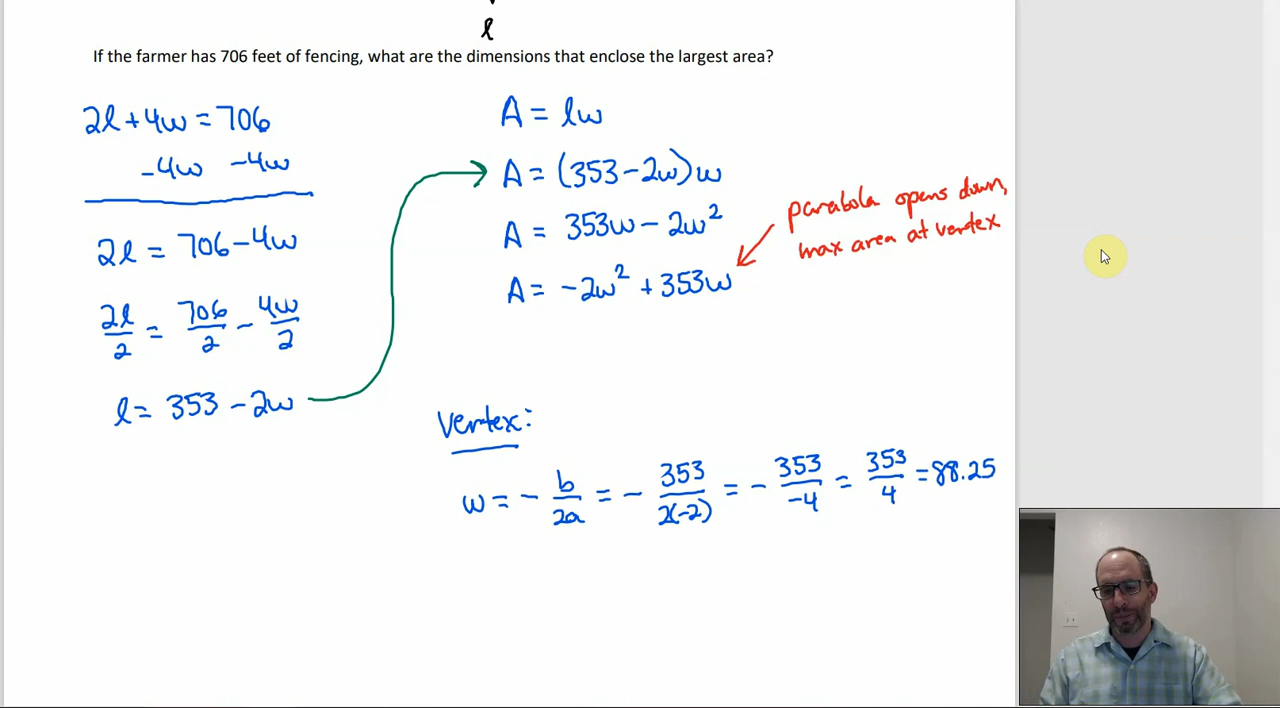 l
If the farmer has 706 feet of fencing, what are the dimensions that enclose the largest area?
2l + 4w = 706
-4w -4w
2l = 706 - 4w
2l/2 = 706/2 - 4w/2
l = 353 - 2w
A = lw
A = (353 - 2w)w
A = 353w - 2w²
A = -2w² + 353w
parabola opens down,
max area at vertex
Vertex:
w = - b/2a = - 353/2(-2) = - 353/-4 = 353/4 = 88.25